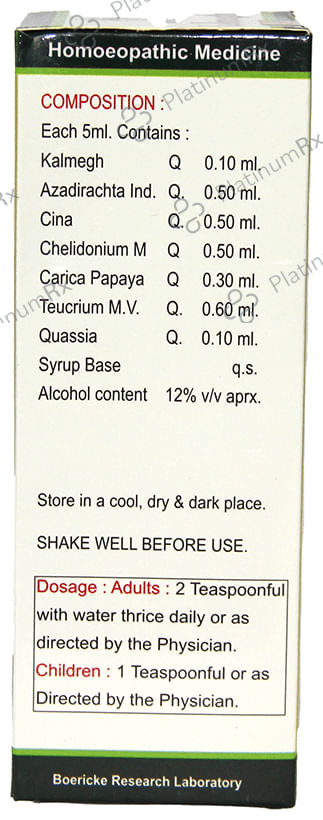 Homoeopathic Medicine
COMPOSITION :
Each 5ml. Contains :
Kalmegh Q 0.10 ml.
Azadirachta Ind. Q. 0.50 ml.
Cina Q. 0.50 ml.
Chelidonium M Q 0.50 ml.
Carica Papaya Q 0.30 ml.
Teucrium M.V. Q. 0.60 ml.
Quassia Q. 0.10 ml.
Syrup Base q.s.
Alcohol content 12% v/v aprx.
Store in a cool, dry & dark place.
SHAKE WELL BEFORE USE.
Dosage : Adults : 2 Teaspoonful
with water thrice daily or as
directed by the Physician.
Children : 1 Teaspoonful or as
Directed by the Physician.
Boericke Research Laboratory
PlatinumRx
PlatinumRx
PlatinumRx